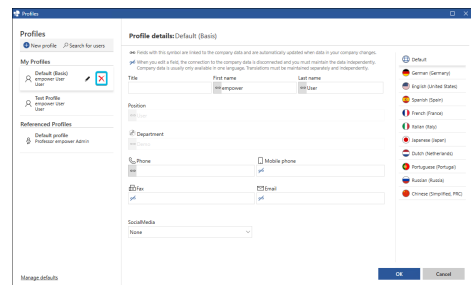 Profiles
Profiles
New profile
Search for users
My Profiles
Default (Basic)
empower User
User
Test Profile
empower User
User
Referenced Profiles
Default profile
Professor empower Admin
Manage defaults
Profile details: Default (Basic)
Fields with this symbol are linked to the company data and are automatically updated when data in your company changes.
When you edit a field, the connection to the company data is disconnected and you must maintain the data independently.
Company data is usually only available in one language. Translations must be maintained separately and independently.
Title
First name
Last name
empower
User
Position
Department
Phone
Mobile phone
Fax
Email
SocialMedia
None
Default
German (Germany)
English (United States)
Spanish (Spain)
French (France)
Italian (Italy)
Japanese (Japan)
Dutch (Netherlands)
Portuguese (Portugal)
Russian (Russia)
Chinese (Simplified, PRC)
OK
Cancel